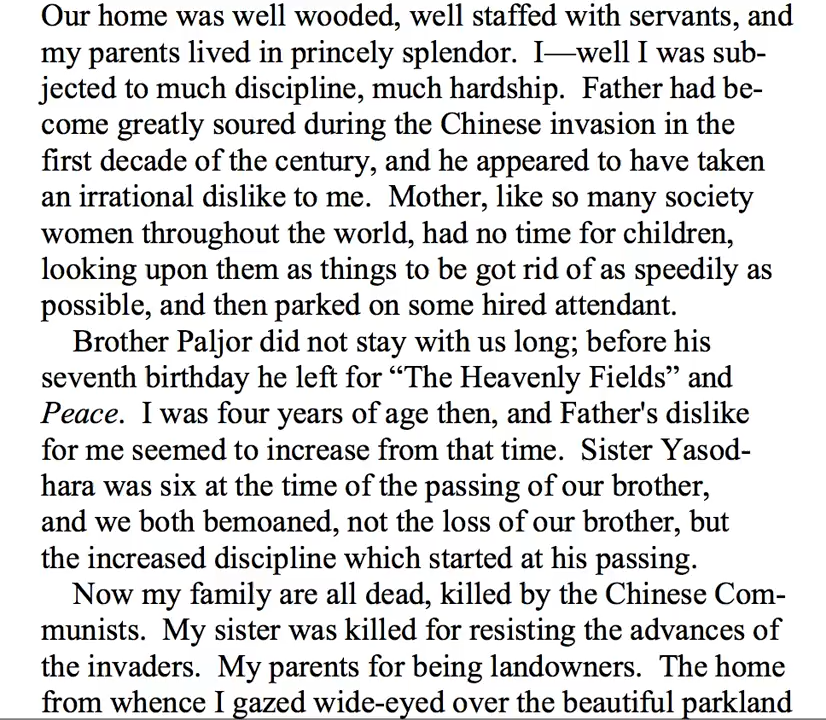 Our home was well wooded, well staffed with servants, and
my parents lived in princely splendor. I—well I was sub-
jected to much discipline, much hardship. Father had be-
come greatly soured during the Chinese invasion in the
first decade of the century, and he appeared to have taken
an irrational dislike to me. Mother, like so many society
women throughout the world, had no time for children,
looking upon them as things to be got rid of as speedily as
possible, and then parked on some hired attendant.
Brother Paljor did not stay with us long; before his
seventh birthday he left for “The Heavenly Fields” and
Peace. I was four years of age then, and Father's dislike
for me seemed to increase from that time. Sister Yasod-
hara was six at the time of the passing of our brother,
and we both bemoaned, not the loss of our brother, but
the increased discipline which started at his passing.
Now my family are all dead, killed by the Chinese Com-
munists. My sister was killed for resisting the advances of
the invaders. My parents for being landowners. The home
from whence I gazed wide-eyed over the beautiful parkland